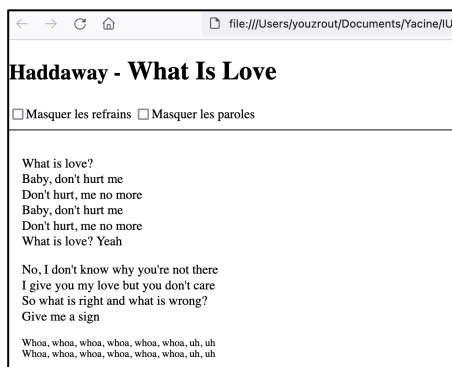 file:///Users/youzrout/Documents/Yacine/IU
Haddaway - What Is Love
Masquer les refrains Masquer les paroles
What is love?
Baby, don't hurt me
Don't hurt, me no more
Baby, don't hurt me
Don't hurt, me no more
What is love? Yeah
No, I don't know why you're not there
I give you my love but you don't care
So what is right and what is wrong?
Give me a sign
Whoa, whoa, whoa, whoa, whoa, whoa, uh, uh
Whoa, whoa, whoa, whoa, whoa, whoa, uh, uh